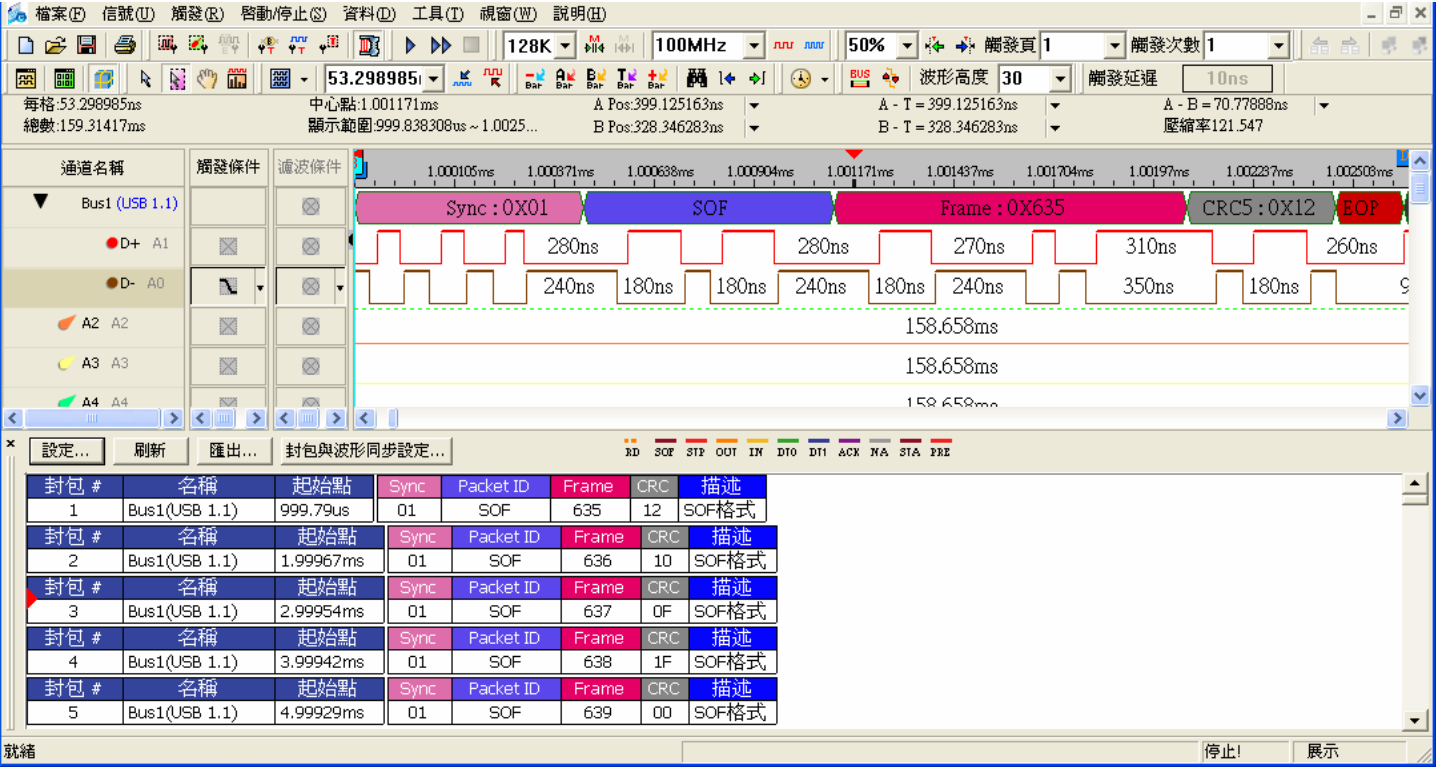 檔案(F) 信號(U) 觸發(R) 啓動/停止(S) 資料(D) 工具(T) 視窗(W) 說明(H)
128K 100MHz 50% 觸發頁 1 觸發次數 1
53.298985 Bar Bar Bar Bar Bar BUS 波形高度 30 觸發延遲 10ns
每格:53.298985ns 中心點:1.001171ms A Pos:399.125163ns A - T = 399.125163ns A - B = 70.77888ns
總數:159.31417ms 顯示範圍:999.838308us ~ 1.0025... B Pos:328.346283ns B - T = 328.346283ns 壓縮率121.547
通道名稱 觸發條件 濾波條件 1.000105ms 1.000371ms 1.000638ms 1.000904ms 1.001171ms 1.001437ms 1.001704ms 1.00197ms 1.002237ms 1.002503ms
Bus1 (USB 1.1) Sync : 0X01 SOF Frame : 0X635 CRC5 : 0X12 EOP
D+ A1 280ns 280ns 270ns 310ns 260ns
D- A0 240ns 180ns 180ns 240ns 180ns 240ns 350ns 180ns 9
A2 A2 158.658ms
A3 A3 158.658ms
A4 A4 158.658ms
設定... 刷新 匯出... 封包與波形同步設定... RD SOF STP OUT IN DT0 DT1 ACK NA STA PRE
封包 # 名稱 起始點 Sync Packet ID Frame CRC 描述
1 Bus1(USB 1.1) 999.79us 01 SOF 635 12 SOF格式
封包 # 名稱 起始點 Sync Packet ID Frame CRC 描述
2 Bus1(USB 1.1) 1.99967ms 01 SOF 636 10 SOF格式
封包 # 名稱 起始點 Sync Packet ID Frame CRC 描述
3 Bus1(USB 1.1) 2.99954ms 01 SOF 637 0F SOF格式
封包 # 名稱 起始點 Sync Packet ID Frame CRC 描述
4 Bus1(USB 1.1) 3.99942ms 01 SOF 638 1F SOF格式
封包 # 名稱 起始點 Sync Packet ID Frame CRC 描述
5 Bus1(USB 1.1) 4.99929ms 01 SOF 639 00 SOF格式
就緒 停止! 展示